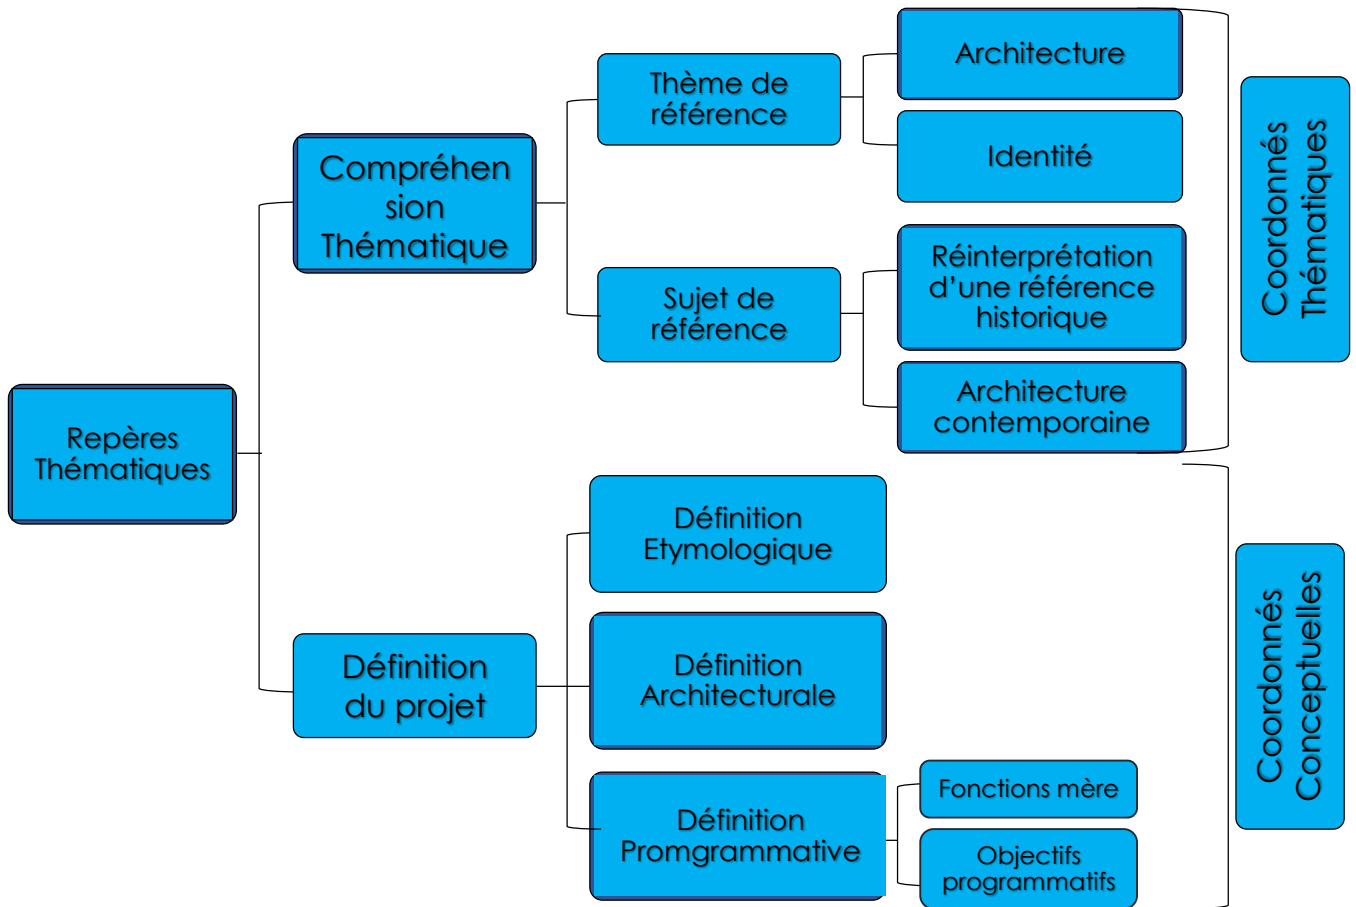 Architecture
Thème de
référence
Identité
Compréhen
sion
Thématique
Réinterprétation
d’une référence
historique
Sujet de
référence
Architecture
contemporaine
Coordonnés
Thématiques
Repères
Thématiques
Définition
Etymologique
Définition
du projet
Définition
Architecturale
Définition
Promgrammative
Fonctions mère
Objectifs
programmatifs
Coordonnés
Conceptuelles